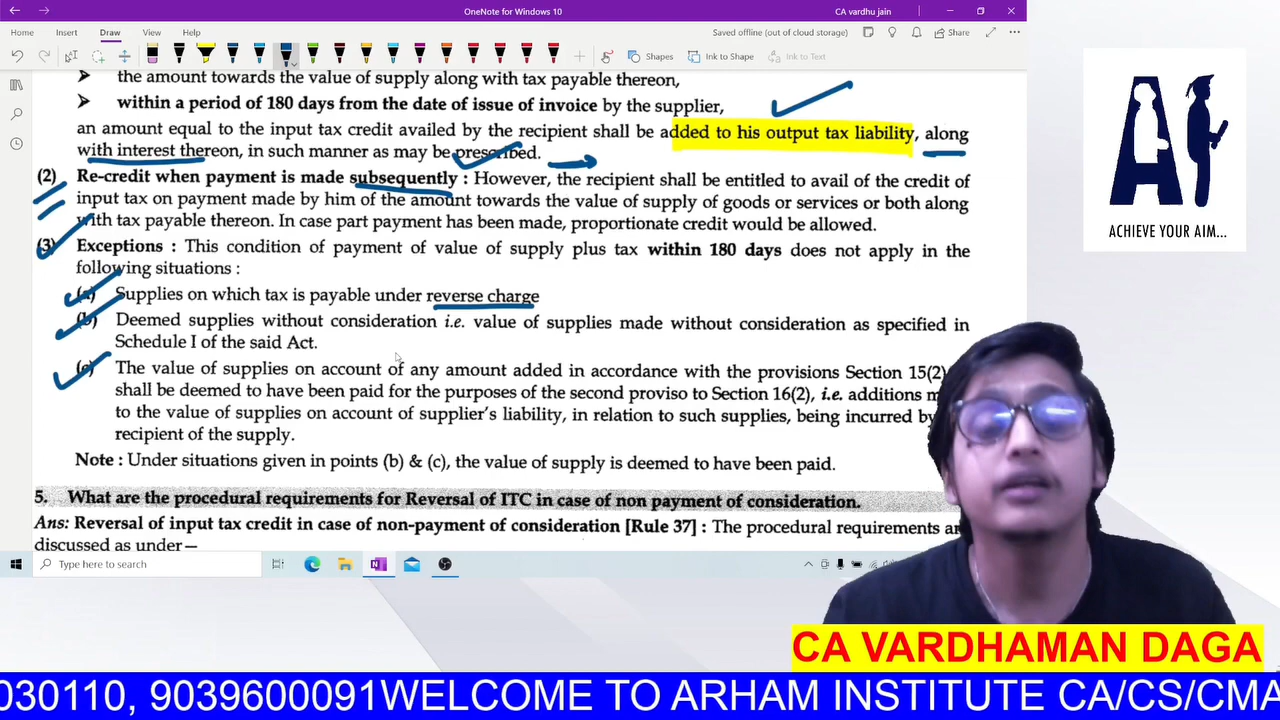 OneNote for Windows 10
CA vardhu jain
Home Insert Draw View Help
Saved offline (out of cloud storage) Share
Shapes Ink to Shape Ink to Text
the amount towards the value of supply along with tax payable thereon,
within a period of 180 days from the date of issue of invoice by the supplier,
an amount equal to the input tax credit availed by the recipient shall be added to his output tax liability, along
with interest thereon, in such manner as may be prescribed.
(2) Re-credit when payment is made subsequently : However, the recipient shall be entitled to avail of the credit of
input tax on payment made by him of the amount towards the value of supply of goods or services or both along
with tax payable thereon. In case part payment has been made, proportionate credit would be allowed.
(3) Exceptions : This condition of payment of value of supply plus tax within 180 days does not apply in the
following situations :
(a) Supplies on which tax is payable under reverse charge
(b) Deemed supplies without consideration i.e. value of supplies made without consideration as specified in
Schedule I of the said Act.
(c) The value of supplies on account of any amount added in accordance with the provisions Section 15(2)
shall be deemed to have been paid for the purposes of the second proviso to Section 16(2), i.e. additions
to the value of supplies on account of supplier's liability, in relation to such supplies, being incurred by
recipient of the supply.
Note : Under situations given in points (b) & (c), the value of supply is deemed to have been paid.
5. What are the procedural requirements for Reversal of ITC in case of non payment of consideration.
Ans: Reversal of input tax credit in case of non-payment of consideration [Rule 37] : The procedural requirements
discussed as under—
Type here to search
ACHIEVE YOUR AIM...
CA VARDHAMAN DAGA
030110, 9039600091WELCOME TO ARHAM INSTITUTE CA/CS/CMA